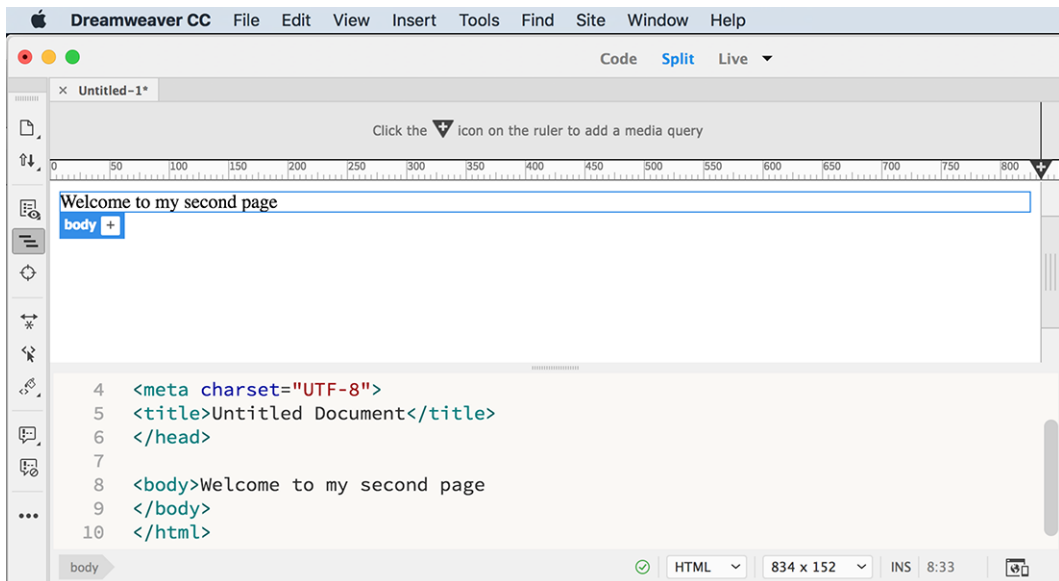 Dreamweaver CC File Edit View Insert Tools Find Site Window Help
Code Split Live
× Untitled-1*
Click the icon on the ruler to add a media query
0 50 100 150 200 250 300 350 400 450 500 550 600 650 700 750 800
Welcome to my second page
body +
4 <meta charset="UTF-8">
5 <title>Untitled Document</title>
6 </head>
7
8 <body>Welcome to my second page
9 </body>
10 </html>
body HTML 834 x 152 INS 8:33